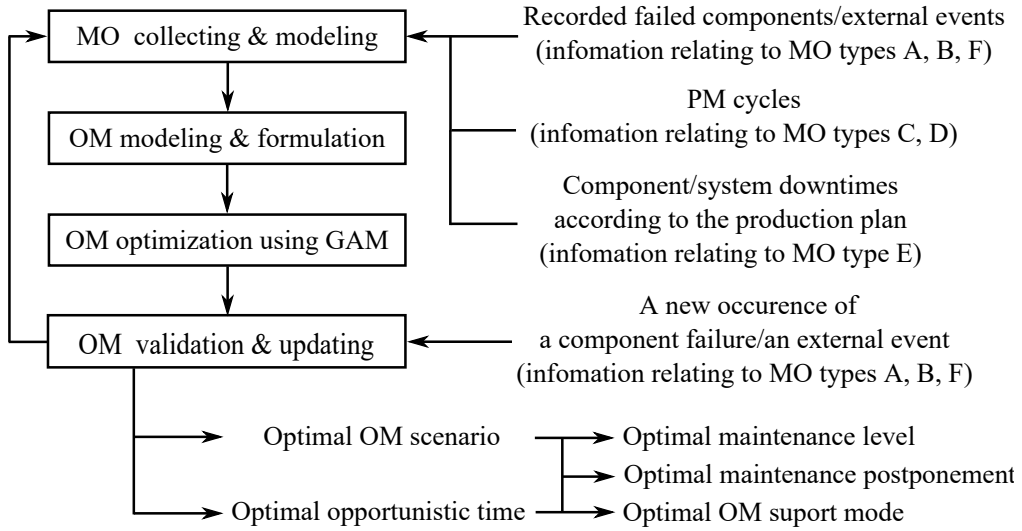 MO collecting & modeling
OM modeling & formulation
OM optimization using GAM
OM validation & updating
Recorded failed components/external events
(infomation relating to MO types A, B, F)
PM cycles
(infomation relating to MO types C, D)
Component/system downtimes
according to the production plan
(infomation relating to MO type E)
A new occurence of
a component failure/an external event
(infomation relating to MO types A, B, F)
Optimal OM scenario
Optimal opportunistic time
Optimal maintenance level
Optimal maintenance postponement
Optimal OM suport mode